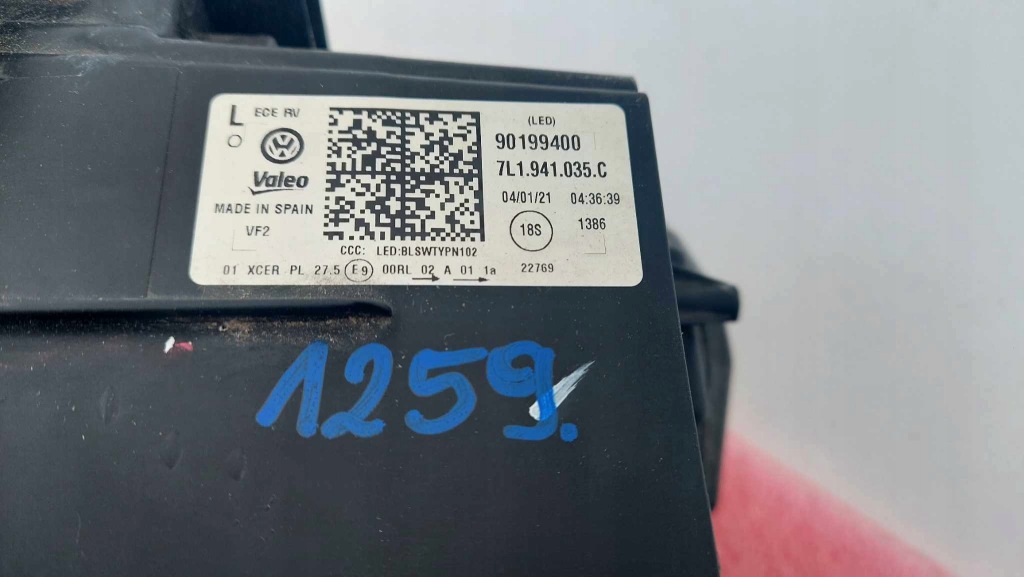 L ECE RV
(LED)
90199400
VW
Valeo
7L1.941.035.C
MADE IN SPAIN
04/01/21 04:36:39
VF2
18S 1386
CCC: LED:BLSWTYPN102
01 XCER PL 27.5 E9 00RL 02 A 01 1a 22769
1259.